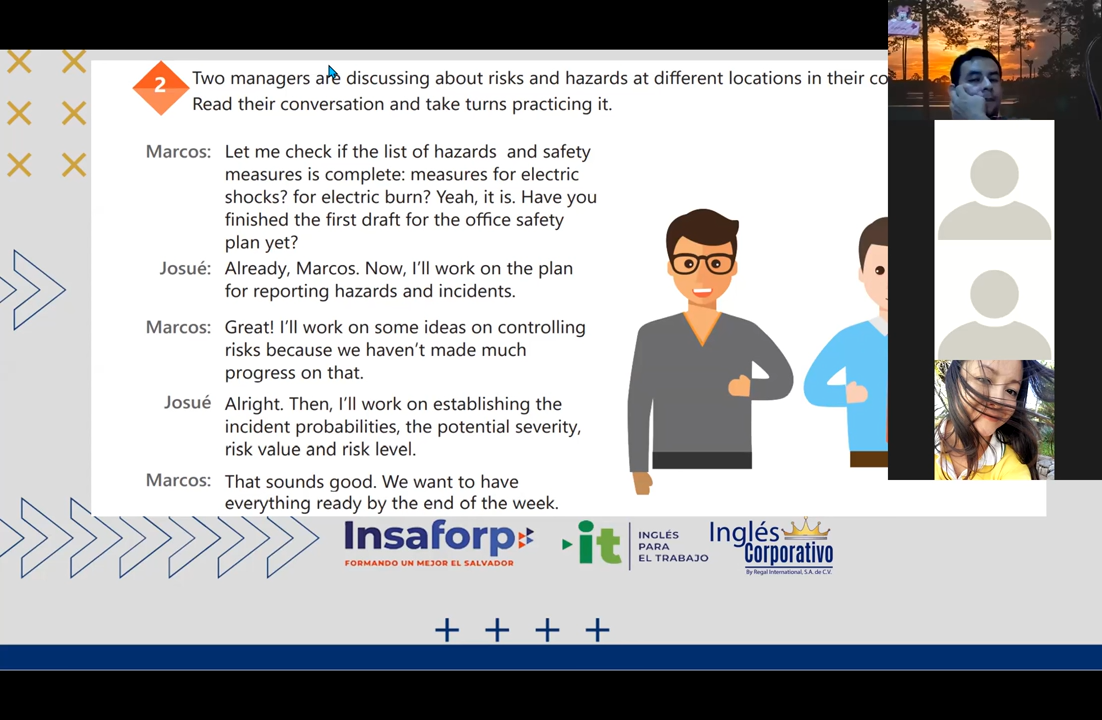 2
Two managers are discussing about risks and hazards at different locations in their co
Read their conversation and take turns practicing it.
Marcos: Let me check if the list of hazards and safety
measures is complete: measures for electric
shocks? for electric burn? Yeah, it is. Have you
finished the first draft for the office safety
plan yet?
Josué: Already, Marcos. Now, I'll work on the plan
for reporting hazards and incidents.
Marcos: Great! I'll work on some ideas on controlling
risks because we haven't made much
progress on that.
Josué Alright. Then, I'll work on establishing the
incident probabilities, the potential severity,
risk value and risk level.
Marcos: That sounds good. We want to have
everything ready by the end of the week.
Insaforp
FORMANDO UN MEJOR EL SALVADOR
it
INGLÉS
PARA
EL TRABAJO
Inglés
Corporativo
By Regal International, S.A. de C.V.